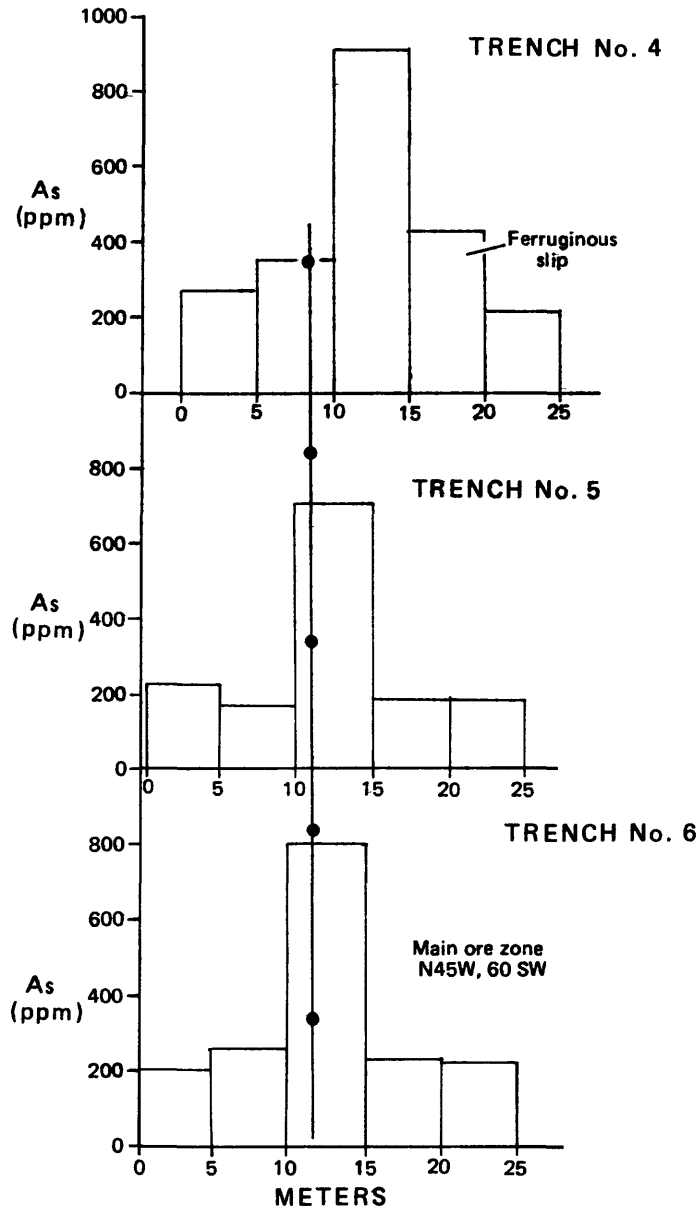 TRENCH No. 4
1000
800
600
400
200
0
As
(ppm)
Ferruginous
slip
0 5 10 15 20 25
TRENCH No. 5
800
600
400
200
0
As
(ppm)
0 5 10 15 20 25
TRENCH No. 6
800
600
400
200
0
As
(ppm)
Main ore zone
N45W, 60 SW
0 5 10 15 20 25
METERS